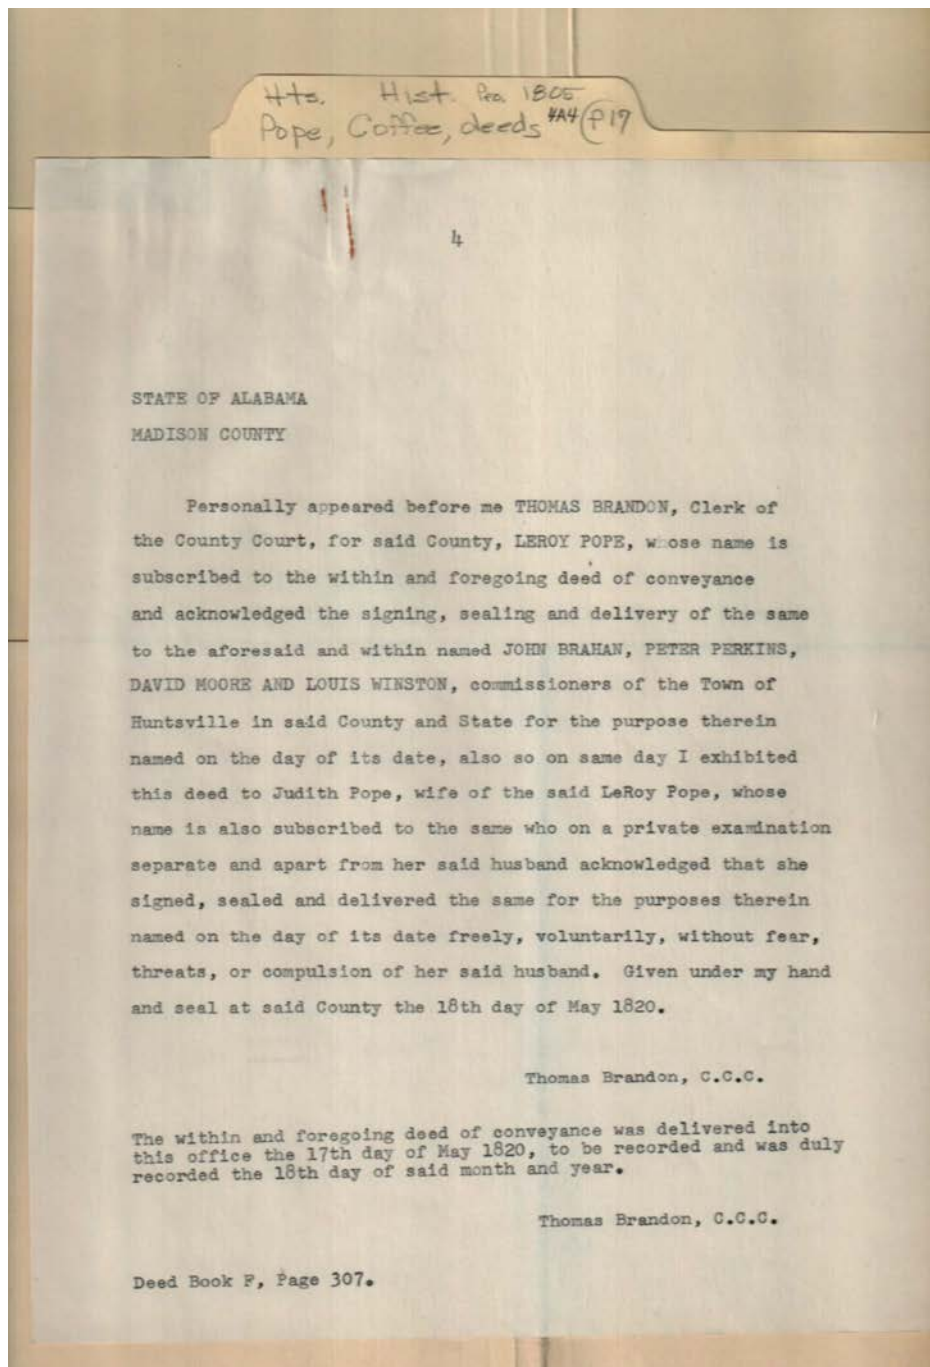 Hts. Hist. Pro. 1805
Pope, Coffee, deeds 4A4 P19
4
STATE OF ALABAMA
MADISON COUNTY
Personally appeared before me THOMAS BRANDON, Clerk of
the County Court, for said County, LEROY POPE, whose name is
subscribed to the within and foregoing deed of conveyance
and acknowledged the signing, sealing and delivery of the same
to the aforesaid and within named JOHN BRAHAN, PETER PERKINS,
DAVID MOORE AND LOUIS WINSTON, commissioners of the Town of
Huntsville in said County and State for the purpose therein
named on the day of its date, also so on same day I exhibited
this deed to Judith Pope, wife of the said LeRoy Pope, whose
name is also subscribed to the same who on a private examination
separate and apart from her said husband acknowledged that she
signed, sealed and delivered the same for the purposes therein
named on the day of its date freely, voluntarily, without fear,
threats, or compulsion of her said husband. Given under my hand
and seal at said County the 18th day of May 1820.
Thomas Brandon, C.C.C.
The within and foregoing deed of conveyance was delivered into
this office the 17th day of May 1820, to be recorded and was duly
recorded the 18th day of said month and year.
Thomas Brandon, C.C.C.
Deed Book F, Page 307.